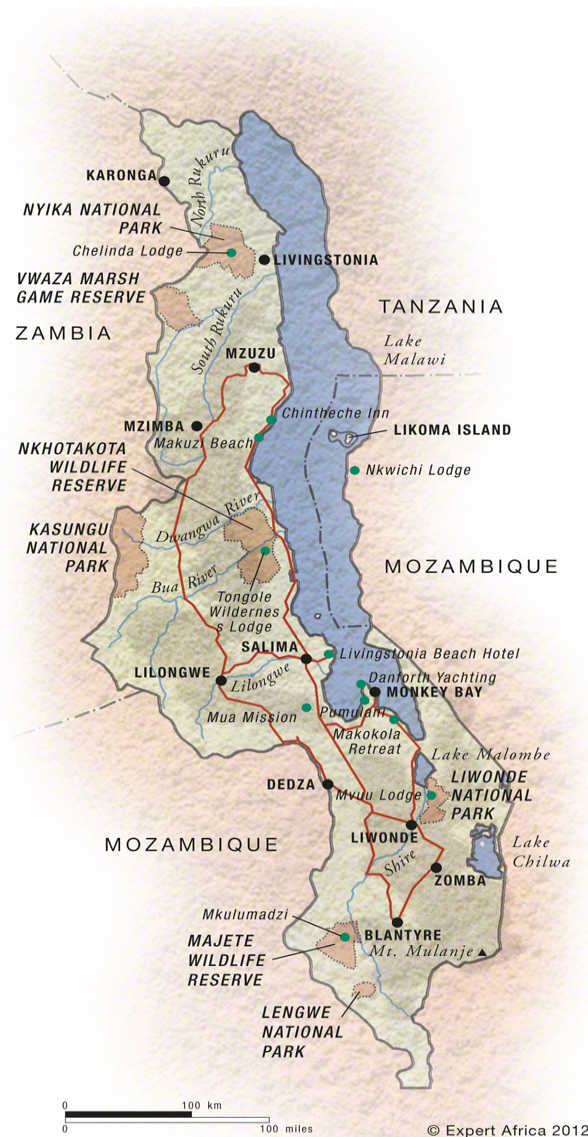 KARONGA
North Rukuru
NYIKA NATIONAL
PARK
Chelinda Lodge
LIVINGSTONIA
VWAZA MARSH
GAME RESERVE
TANZANIA
ZAMBIA
South Rukuru
Lake
Malawi
MZUZU
Chintheche Inn
MZIMBA
LIKOMA ISLAND
Makuzi Beach
NKHOTAKOTA
WILDLIFE
RESERVE
Nkwichi Lodge
KASUNGU
NATIONAL
PARK
Dwangwa River
MOZAMBIQUE
Bua River
Tongole
Wildernes
s Lodge
SALIMA
Livingstonia Beach Hotel
LILONGWE
Lilongwe
Danforth Yachting
MONKEY BAY
Mua Mission
Pumulani
Makokola
Retreat
Lake Malombe
DEDZA
Mvuu Lodge
LIWONDE
NATIONAL
PARK
LIWONDE
MOZAMBIQUE
Lake
Chilwa
Shire
ZOMBA
Mkulumadzi
BLANTYRE
MAJETE
WILDLIFE
RESERVE
Mt. Mulanje
LENGWE
NATIONAL
PARK
0 100 km
0 100 miles
© Expert Africa 2012